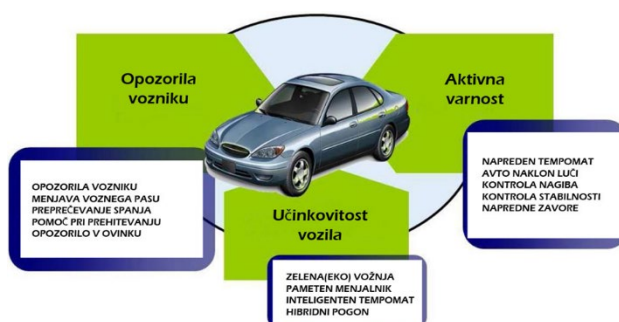 Opozorila
vozniku
Aktivna
varnost
OPOZORILA VOZNIKU
MENJAVA VOZNEGA PASU
PREPREČEVANJE SPANJA
POMOČ PRI PREHITEVANJU
OPOZORILO V OVINKU
NAPREDEN TEMPOMAT
AVTO NAKLON LUČI
KONTROLA NAGIBA
KONTROLA STABILNOSTI
NAPREDNE ZAVORE
Učinkovitost
vozila
ZELENA(EKO) VOŽNJA
PAMETEN MENJALNIK
INTELIGENTEN TEMPOMAT
HIBRIDNI POGON